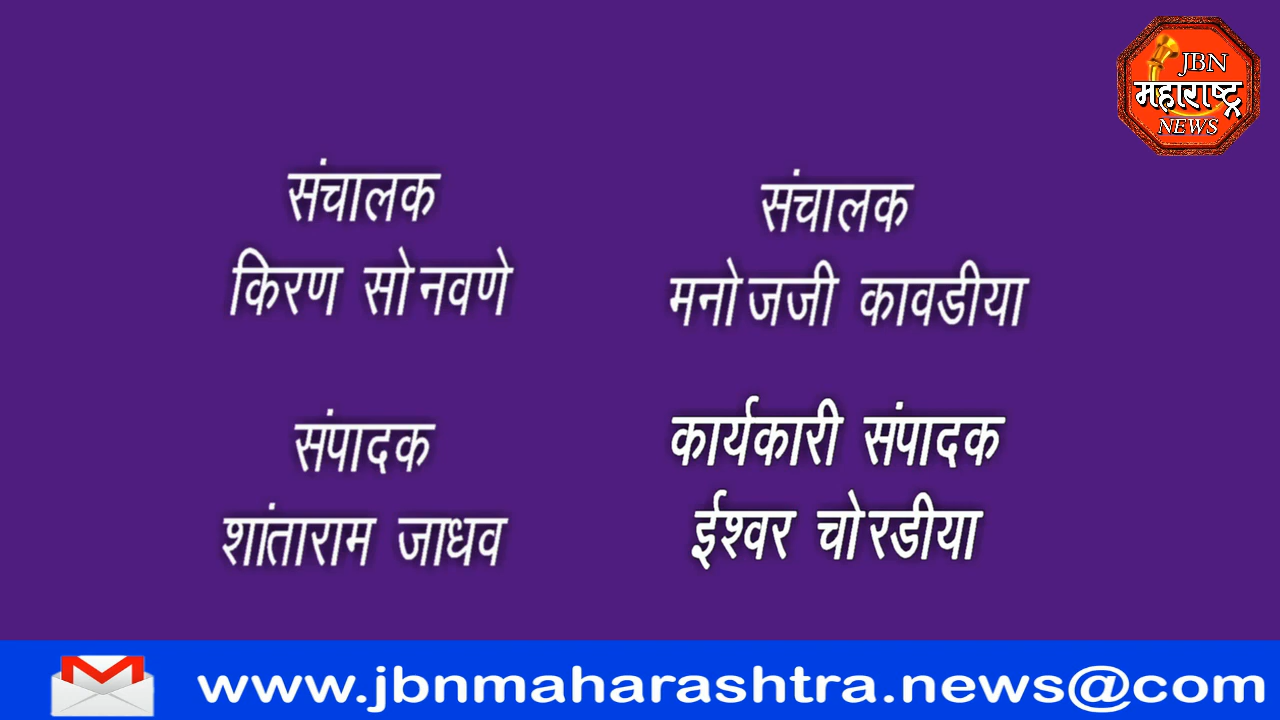 JBN
महाराष्ट्र
NEWS
संचालक
किरण सोनवणे
संचालक
मनोजजी कावडीया
संपादक
शांताराम जाधव
कार्यकारी संपादक
ईश्वर चोरडीया
www.jbnmaharashtra.news@com